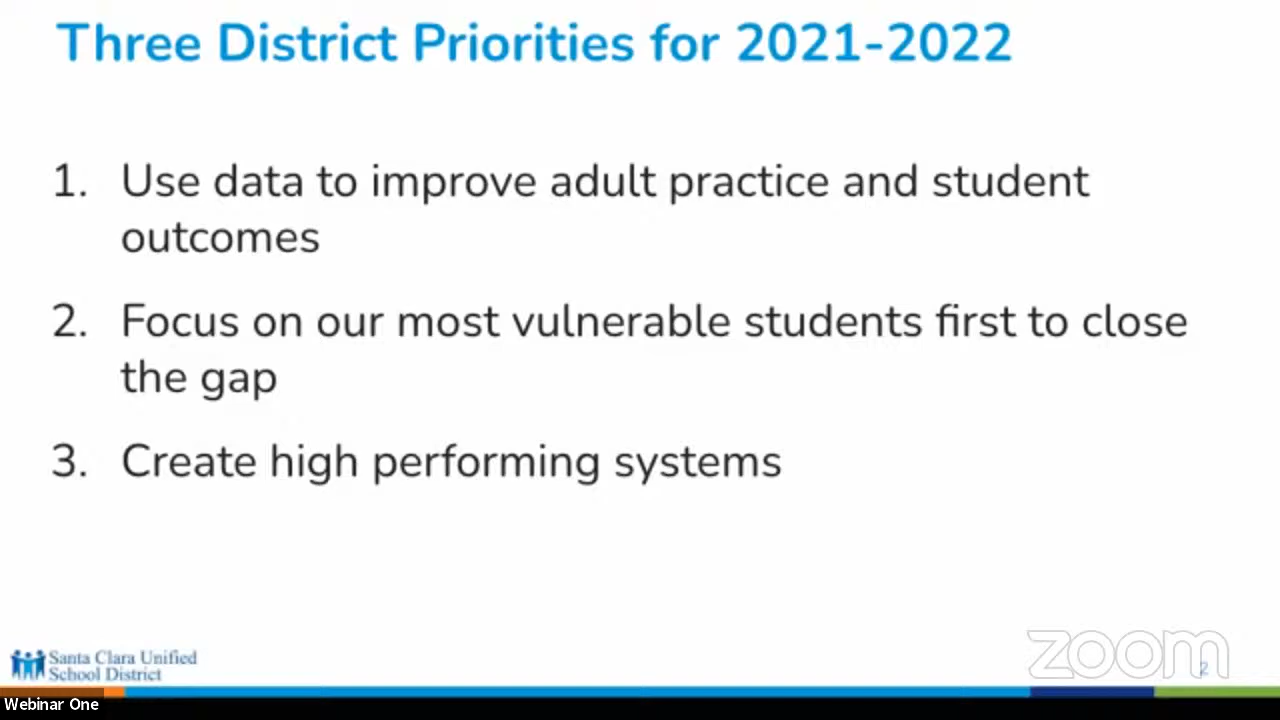 Three District Priorities for 2021-2022
1. Use data to improve adult practice and student
outcomes
2. Focus on our most vulnerable students first to close
the gap
3. Create high performing systems
Santa Clara Unified
School District
zoom
2
Webinar One